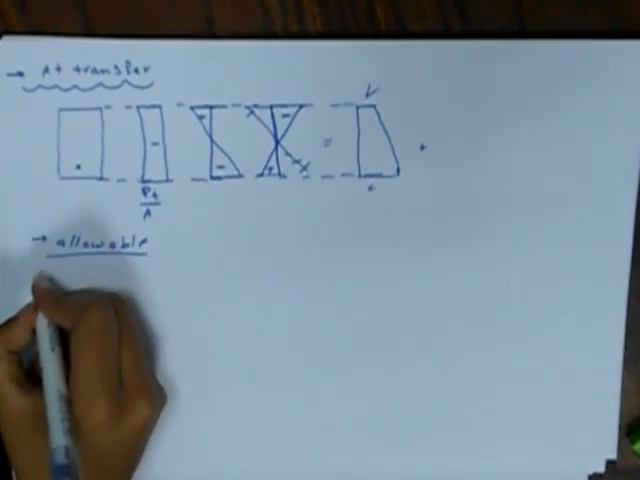 → At transfer
- + - - + =
Pt
A
→ allowable